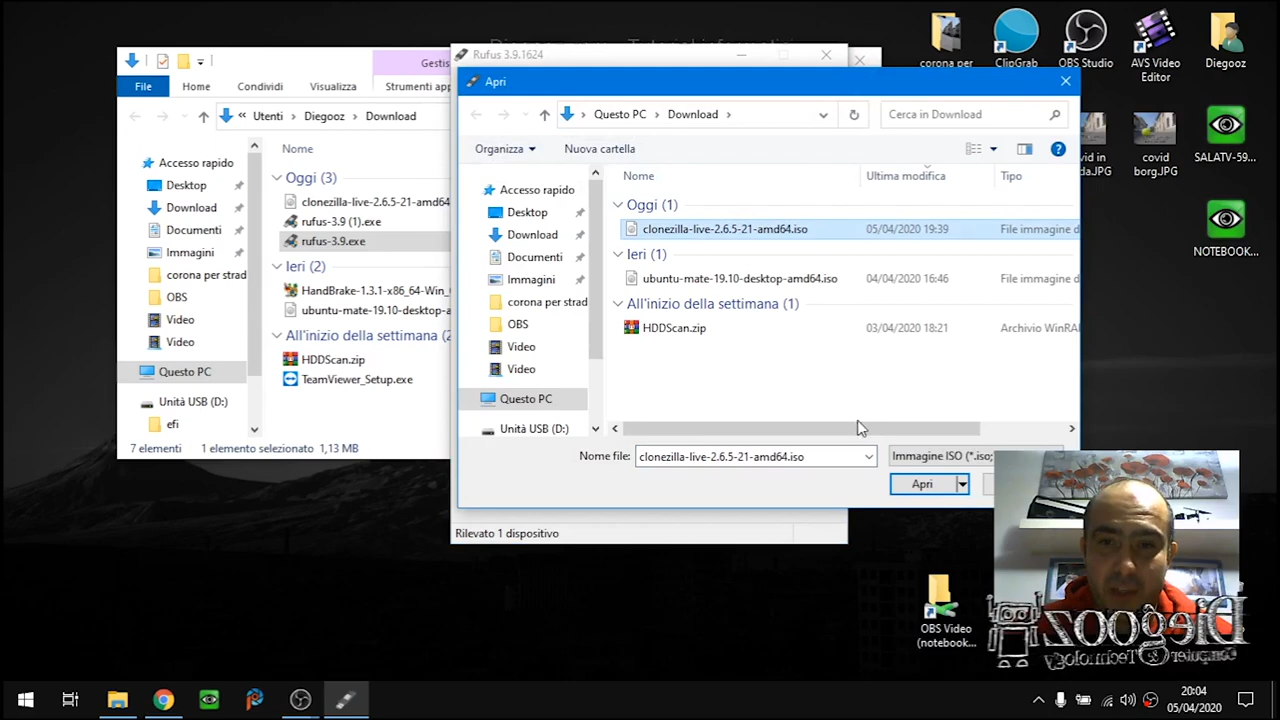 Rufus 3.9.1624
Gesti
File
Home
Condividi
Visualizza
Strumenti app
« Utenti > Diegooz > Download
Nome
Accesso rapido
Desktop
Download
Documenti
Immagini
corona per strad
OBS
Video
Video
Questo PC
Unità USB (D:)
efi
Oggi (3)
clonezilla-live-2.6.5-21-amd64
rufus-3.9 (1).exe
rufus-3.9.exe
Ieri (2)
HandBrake-1.3.1-x86_64-Win_
ubuntu-mate-19.10-desktop-a
All'inizio della settimana (2
HDDScan.zip
TeamViewer_Setup.exe
7 elementi 1 elemento selezionato 1,13 MB
Apri
Questo PC > Download >
Cerca in Download
Organizza
Nuova cartella
Accesso rapido
Desktop
Download
Documenti
Immagini
corona per strad
OBS
Video
Video
Questo PC
Unità USB (D:)
Nome Ultima modifica Tipo
Oggi (1)
clonezilla-live-2.6.5-21-amd64.iso 05/04/2020 19:39 File immagine d
Ieri (1)
ubuntu-mate-19.10-desktop-amd64.iso 04/04/2020 16:46 File immagine d
All'inizio della settimana (1)
HDDScan.zip 03/04/2020 18:21 Archivio WinRA
Nome file: clonezilla-live-2.6.5-21-amd64.iso
Immagine ISO (*.iso;
Apri
Rilevato 1 dispositivo
corona per
ClipGrab
OBS Studio
AVS Video
Editor
Diegooz
da.JPG
covid
borg.JPG
SALATV-59...
NOTEBOOK...
OBS Video
(notebook...
Diegooz
Computer & Technology
20:04
05/04/2020